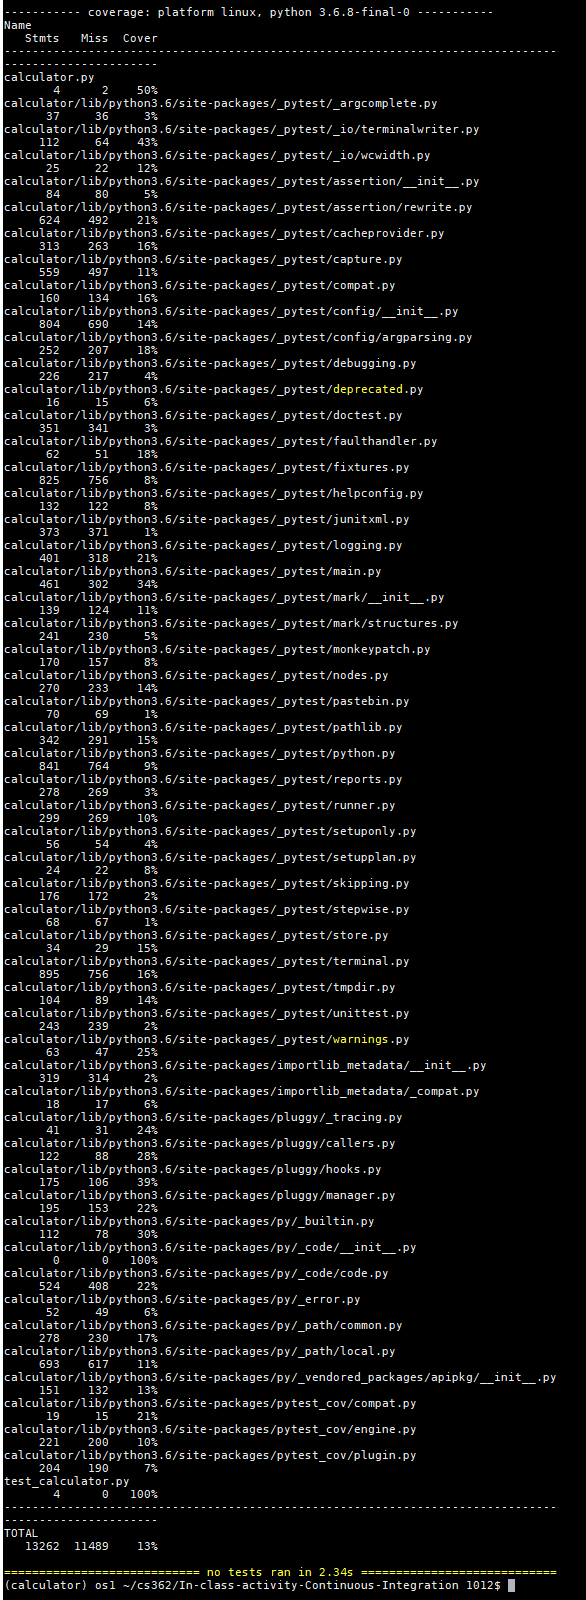 ----------- coverage: platform linux, python 3.6.8-final-0 -----------
Name
   Stmts   Miss  Cover
-------------------------------------------------------------------------------
----------------------
calculator.py
       4      2    50%
calculator/lib/python3.6/site-packages/_pytest/_argcomplete.py
      37     36     3%
calculator/lib/python3.6/site-packages/_pytest/_io/terminalwriter.py
     112     64    43%
calculator/lib/python3.6/site-packages/_pytest/_io/wcwidth.py
      25     22    12%
calculator/lib/python3.6/site-packages/_pytest/assertion/__init__.py
      84     80     5%
calculator/lib/python3.6/site-packages/_pytest/assertion/rewrite.py
     624    492    21%
calculator/lib/python3.6/site-packages/_pytest/cacheprovider.py
     313    263    16%
calculator/lib/python3.6/site-packages/_pytest/capture.py
     559    497    11%
calculator/lib/python3.6/site-packages/_pytest/compat.py
     160    134    16%
calculator/lib/python3.6/site-packages/_pytest/config/__init__.py
     804    690    14%
calculator/lib/python3.6/site-packages/_pytest/config/argparsing.py
     252    207    18%
calculator/lib/python3.6/site-packages/_pytest/debugging.py
     226    217     4%
calculator/lib/python3.6/site-packages/_pytest/deprecated.py
      16     15     6%
calculator/lib/python3.6/site-packages/_pytest/doctest.py
     351    341     3%
calculator/lib/python3.6/site-packages/_pytest/faulthandler.py
      62     51    18%
calculator/lib/python3.6/site-packages/_pytest/fixtures.py
     825    756     8%
calculator/lib/python3.6/site-packages/_pytest/helpconfig.py
     132    122     8%
calculator/lib/python3.6/site-packages/_pytest/junitxml.py
     373    371     1%
calculator/lib/python3.6/site-packages/_pytest/logging.py
     401    318    21%
calculator/lib/python3.6/site-packages/_pytest/main.py
     461    302    34%
calculator/lib/python3.6/site-packages/_pytest/mark/__init__.py
     139    124    11%
calculator/lib/python3.6/site-packages/_pytest/mark/structures.py
     241    230     5%
calculator/lib/python3.6/site-packages/_pytest/monkeypatch.py
     170    157     8%
calculator/lib/python3.6/site-packages/_pytest/nodes.py
     270    233    14%
calculator/lib/python3.6/site-packages/_pytest/pastebin.py
      70     69     1%
calculator/lib/python3.6/site-packages/_pytest/pathlib.py
     342    291    15%
calculator/lib/python3.6/site-packages/_pytest/python.py
     841    764     9%
calculator/lib/python3.6/site-packages/_pytest/reports.py
     278    269     3%
calculator/lib/python3.6/site-packages/_pytest/runner.py
     299    269    10%
calculator/lib/python3.6/site-packages/_pytest/setuponly.py
      56     54     4%
calculator/lib/python3.6/site-packages/_pytest/setupplan.py
      24     22     8%
calculator/lib/python3.6/site-packages/_pytest/skipping.py
     176    172     2%
calculator/lib/python3.6/site-packages/_pytest/stepwise.py
      68     67     1%
calculator/lib/python3.6/site-packages/_pytest/store.py
      34     29    15%
calculator/lib/python3.6/site-packages/_pytest/terminal.py
     895    756    16%
calculator/lib/python3.6/site-packages/_pytest/tmpdir.py
     104     89    14%
calculator/lib/python3.6/site-packages/_pytest/unittest.py
     243    239     2%
calculator/lib/python3.6/site-packages/_pytest/warnings.py
      63     47    25%
calculator/lib/python3.6/site-packages/importlib_metadata/__init__.py
     319    314     2%
calculator/lib/python3.6/site-packages/importlib_metadata/_compat.py
      18     17     6%
calculator/lib/python3.6/site-packages/pluggy/_tracing.py
      41     31    24%
calculator/lib/python3.6/site-packages/pluggy/callers.py
     122     88    28%
calculator/lib/python3.6/site-packages/pluggy/hooks.py
     175    106    39%
calculator/lib/python3.6/site-packages/pluggy/manager.py
     195    153    22%
calculator/lib/python3.6/site-packages/py/_builtin.py
     112     78    30%
calculator/lib/python3.6/site-packages/py/_code/__init__.py
       0      0   100%
calculator/lib/python3.6/site-packages/py/_code/code.py
     524    408    22%
calculator/lib/python3.6/site-packages/py/_error.py
      52     49     6%
calculator/lib/python3.6/site-packages/py/_path/common.py
     278    230    17%
calculator/lib/python3.6/site-packages/py/_path/local.py
     693    617    11%
calculator/lib/python3.6/site-packages/py/_vendored_packages/apipkg/__init__.py
     151    132    13%
calculator/lib/python3.6/site-packages/pytest_cov/compat.py
      19     15    21%
calculator/lib/python3.6/site-packages/pytest_cov/engine.py
     221    200    10%
calculator/lib/python3.6/site-packages/pytest_cov/plugin.py
     204    190     7%
test_calculator.py
       4      0   100%
-------------------------------------------------------------------------------
----------------------
TOTAL
   13262  11489    13%
============================ no tests ran in 2.34s ============================
(calculator) os1 ~/cs362/In-class-activity-Continuous-Integration 1012$